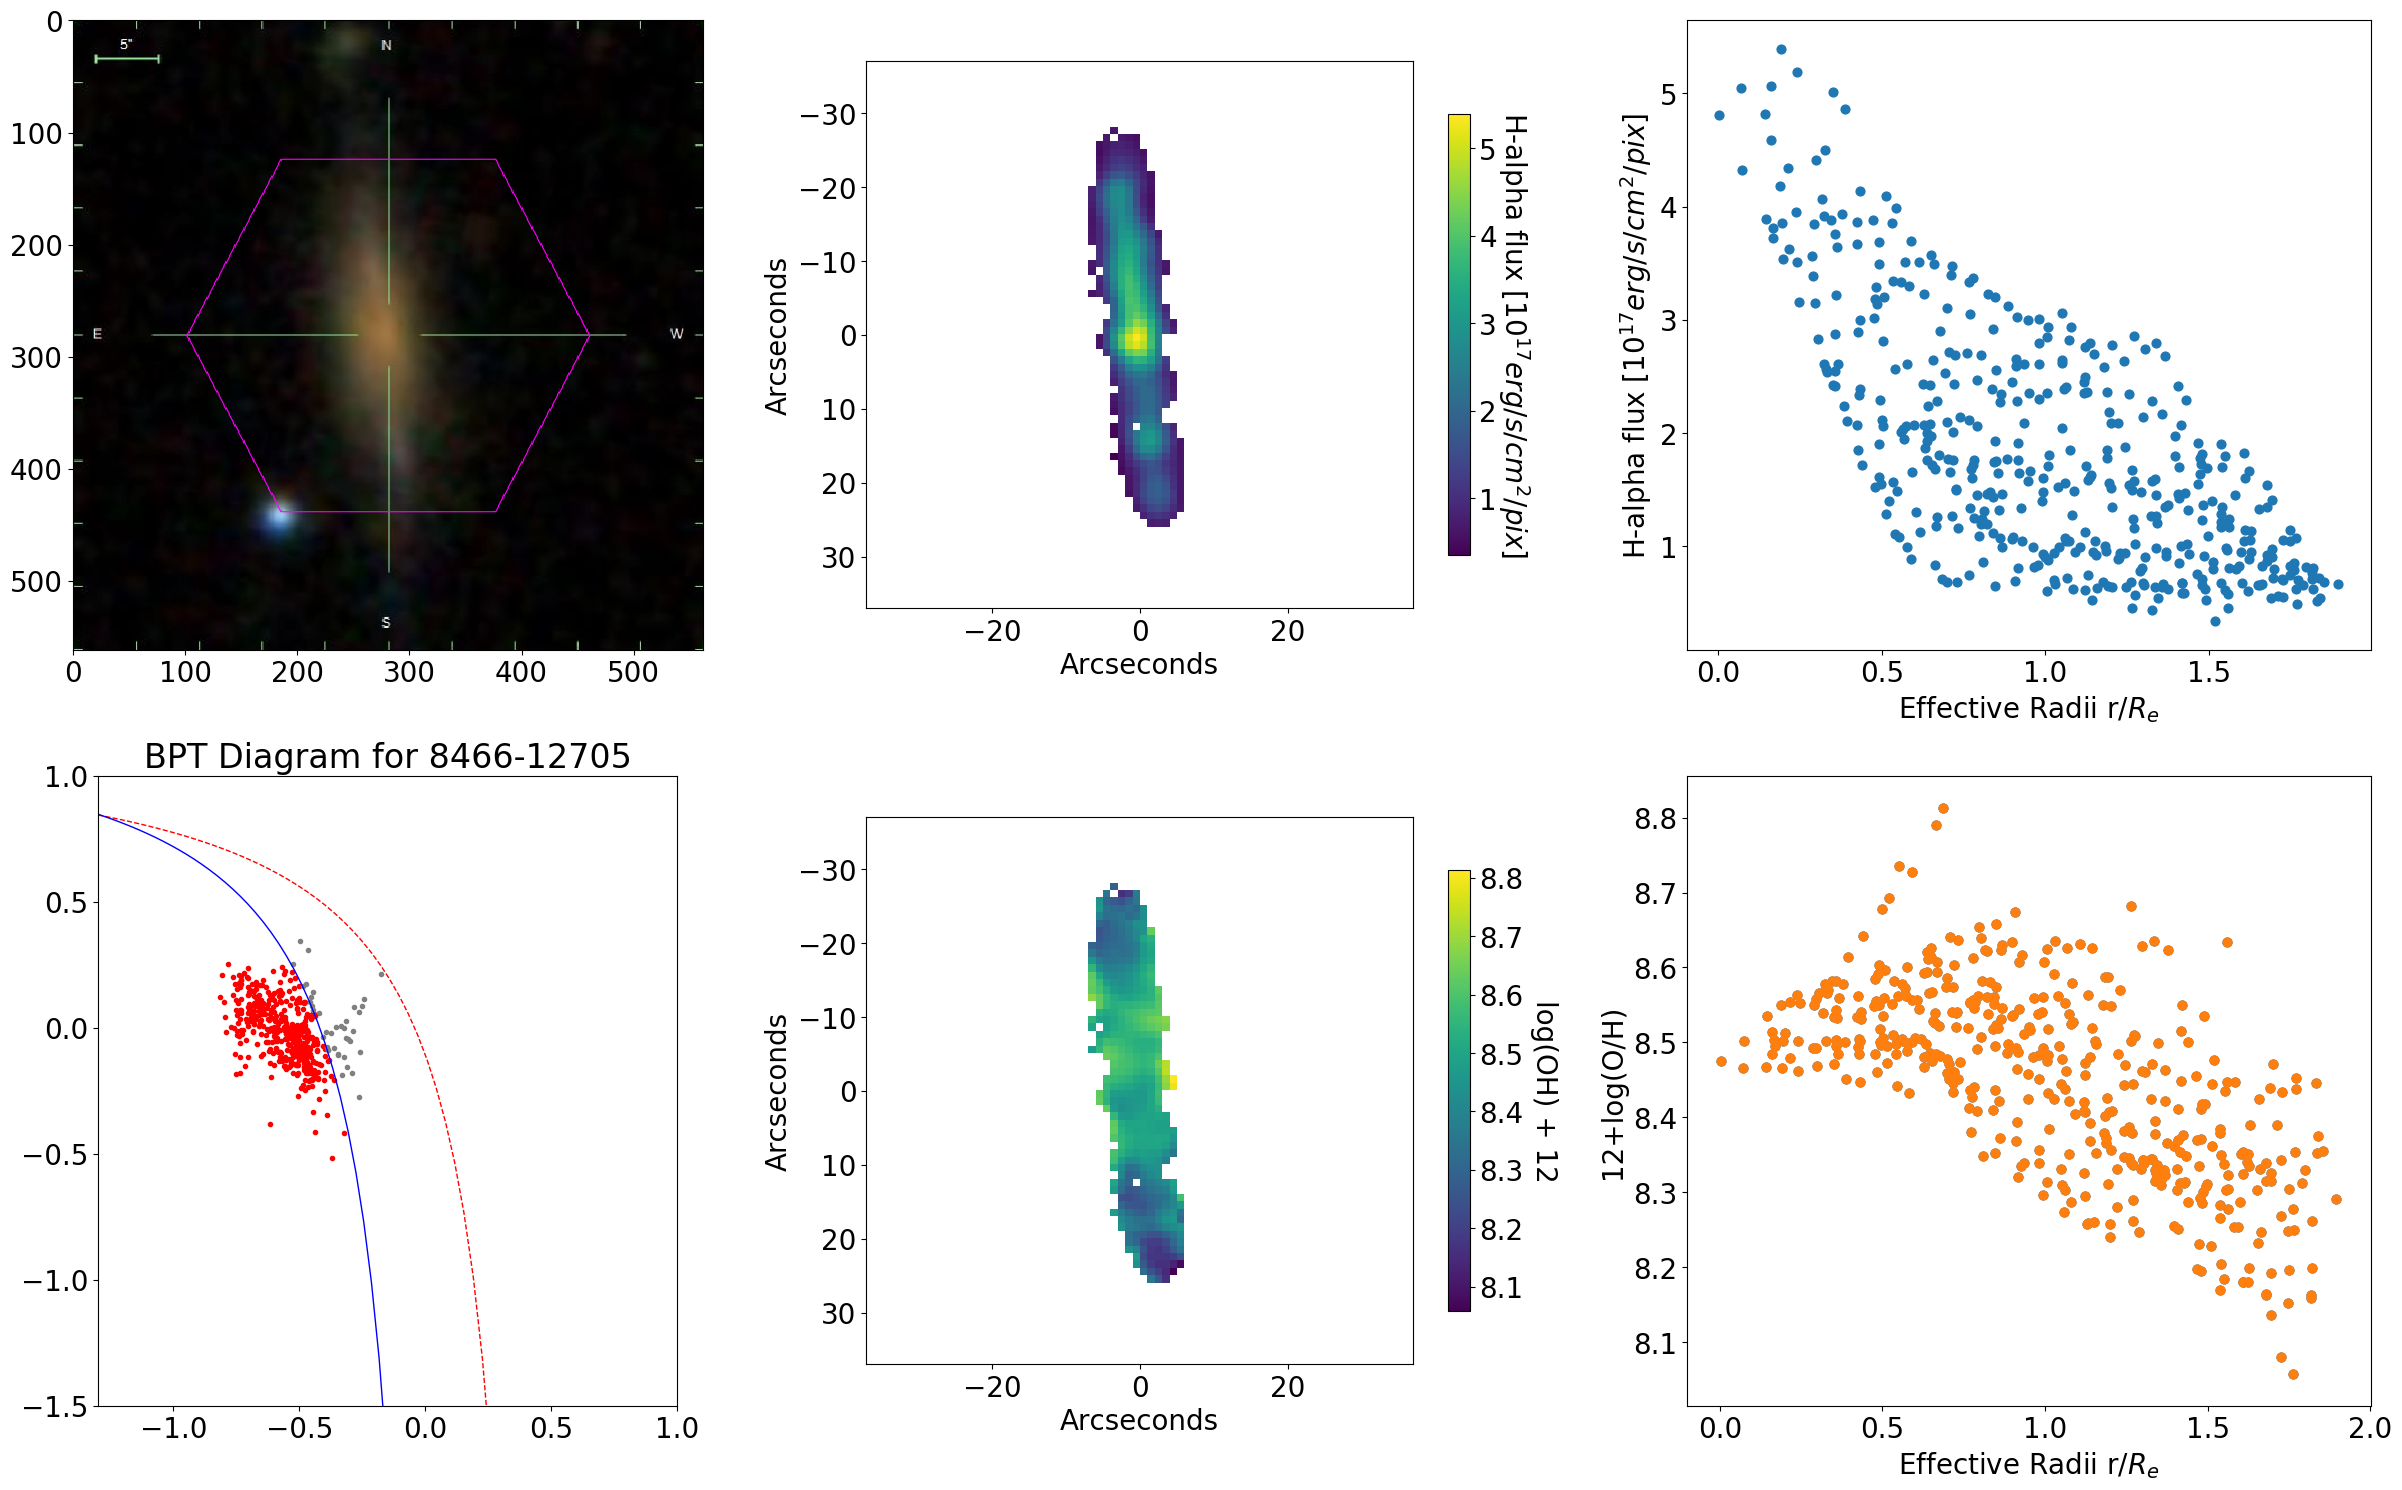 0
100
200
300
400
500
5"
N
E
W
S
0 100 200 300 400 500
−30
−20
−10
0
10
20
30
Arcseconds
−20 0 20
Arcseconds
5
4
3
2
1
H-alpha flux [10^17 erg/s/cm^2/pix]
5
4
3
2
1
H-alpha flux [10^17 erg/s/cm^2/pix]
0.0 0.5 1.0 1.5
Effective Radii r/R_e
BPT Diagram for 8466-12705
1.0
0.5
0.0
−0.5
−1.0
−1.5
−1.0 −0.5 0.0 0.5 1.0
−30
−20
−10
0
10
20
30
Arcseconds
−20 0 20
Arcseconds
8.8
8.7
8.6
8.5
8.4
8.3
8.2
8.1
log(OH) + 12
8.8
8.7
8.6
8.5
8.4
8.3
8.2
8.1
12+log(O/H)
0.0 0.5 1.0 1.5 2.0
Effective Radii r/R_e